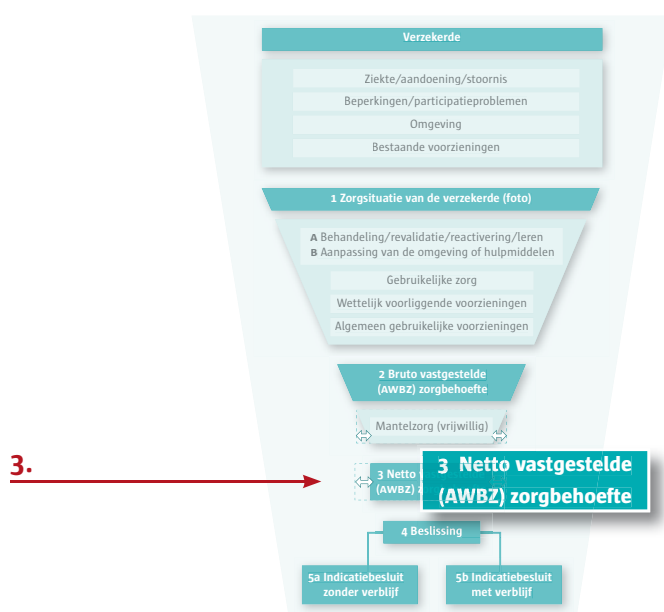 Verzekerde
Ziekte/aandoening/stoornis
Beperkingen/participatieproblemen
Omgeving
Bestaande voorzieningen
1 Zorgsituatie van de verzekerde (foto)
A Behandeling/revalidatie/reactivering/leren
B Aanpassing van de omgeving of hulpmiddelen
Gebruikelijke zorg
Wettelijk voorliggende voorzieningen
Algemeen gebruikelijke voorzieningen
2 Bruto vastgestelde
(AWBZ) zorgbehoefte
Mantelzorg (vrijwillig)
3.
3 Netto
(AWBZ)
3 Netto vastgestelde
(AWBZ) zorgbehoefte
4 Beslissing
5a Indicatiebesluit
zonder verblijf
5b Indicatiebesluit
met verblijf